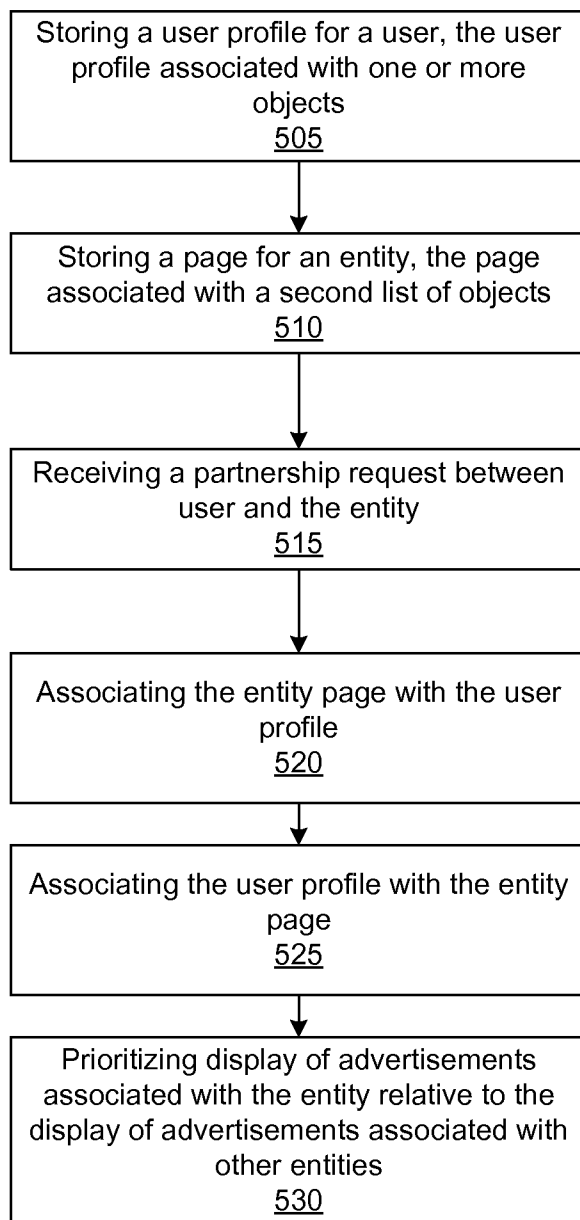 Storing a user profile for a user, the user
profile associated with one or more
objects
505
Storing a page for an entity, the page
associated with a second list of objects
510
Receiving a partnership request between
user and the entity
515
Associating the entity page with the user
profile
520
Associating the user profile with the entity
page
525
Prioritizing display of advertisements
associated with the entity relative to the
display of advertisements associated with
other entities
530